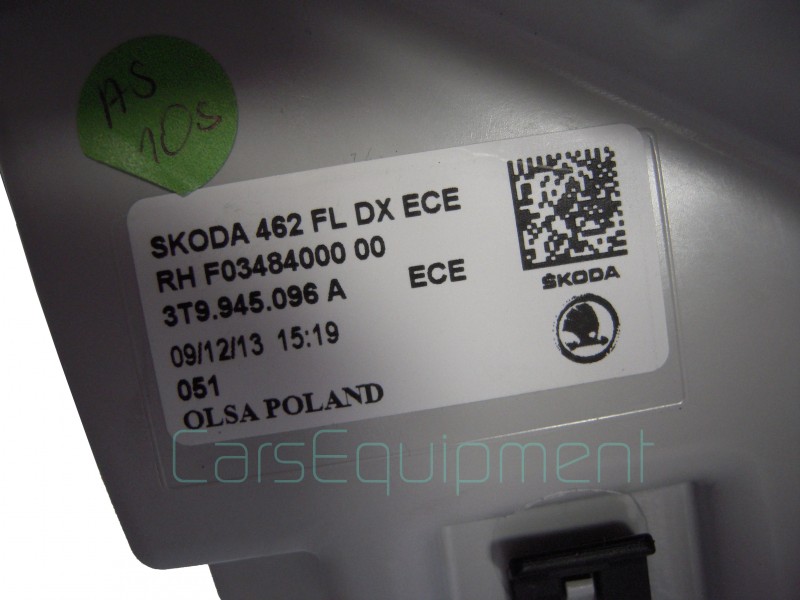 AS
10s
SKODA 462 FL DX ECE
RH F03484000 00
3T9.945.096 A ECE
09/12/13 15:19
051
OLSA POLAND
ŠKODA
CarsEquipment